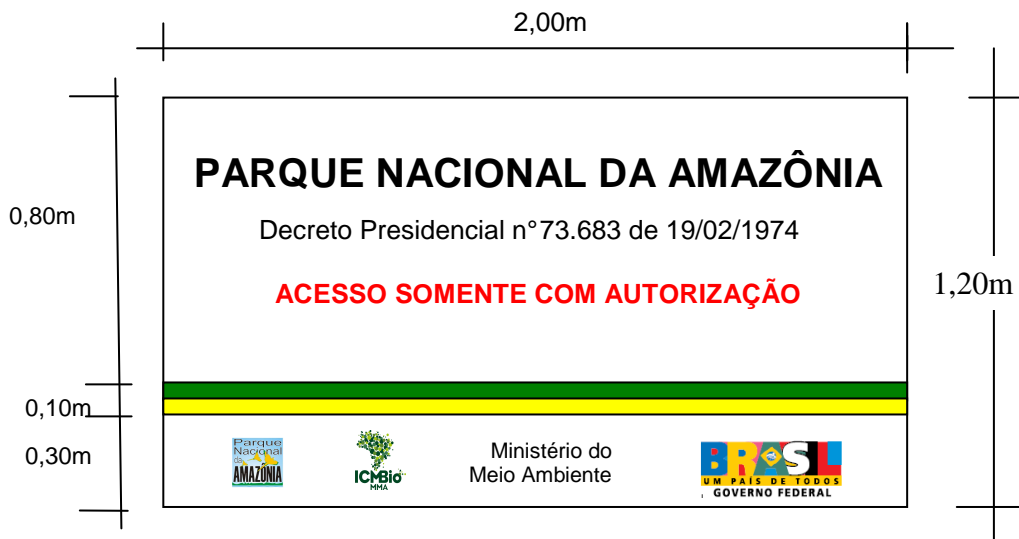 2,00m
PARQUE NACIONAL DA AMAZÔNIA
0,80m
Decreto Presidencial n°73.683 de 19/02/1974
1,20m
ACESSO SOMENTE COM AUTORIZAÇÃO
0,10m
0,30m
Parque
Nacional
da
AMAZÔNIA
ICMBio
MMA
Ministério do
Meio Ambiente
BRASIL
UM PAÍS DE TODOS
GOVERNO FEDERAL